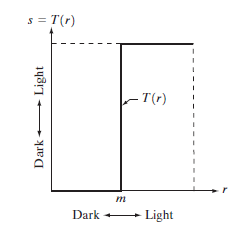 s = T(r)
Dark ↔ Light
T(r)
r
m
Dark ↔ Light